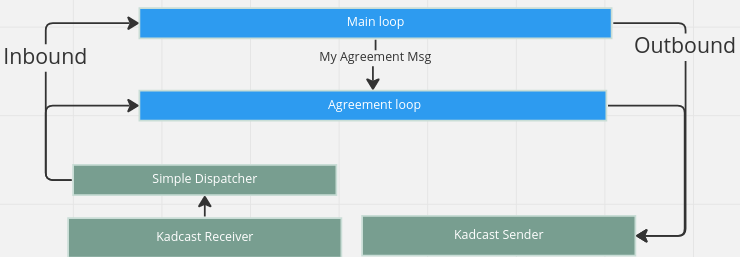 Main loop
Inbound
Outbound
My Agreement Msg
Agreement loop
Simple Dispatcher
Kadcast Receiver
Kadcast Sender